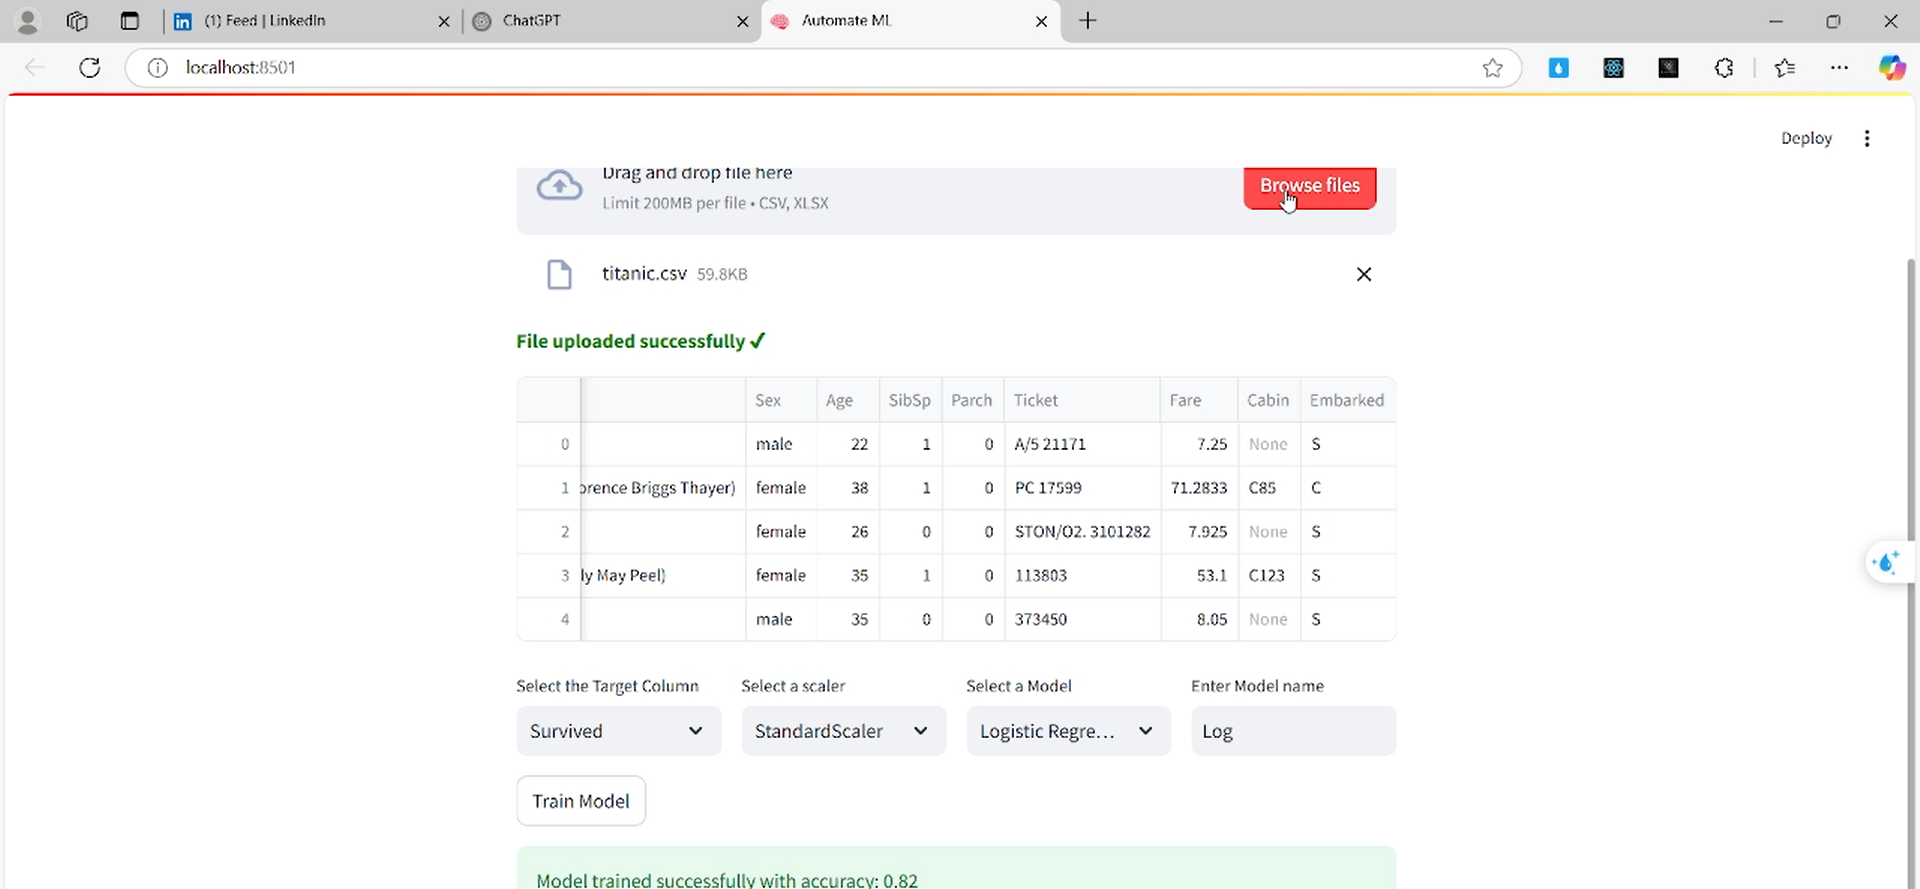 (1) Feed | LinkedIn
ChatGPT
Automate ML
localhost:8501
Deploy
Drag and drop file here
Browse files
Limit 200MB per file • CSV, XLSX
titanic.csv 59.8KB
File uploaded successfully ✓
Sex Age SibSp Parch Ticket Fare Cabin Embarked
0 male 22 1 0 A/5 21171 7.25 None S
1 orence Briggs Thayer) female 38 1 0 PC 17599 71.2833 C85 C
2 female 26 0 0 STON/O2. 3101282 7.925 None S
3 ly May Peel) female 35 1 0 113803 53.1 C123 S
4 male 35 0 0 373450 8.05 None S
Select the Target Column Select a scaler Select a Model Enter Model name
Survived StandardScaler Logistic Regre... Log
Train Model
Model trained successfully with accuracy: 0.82